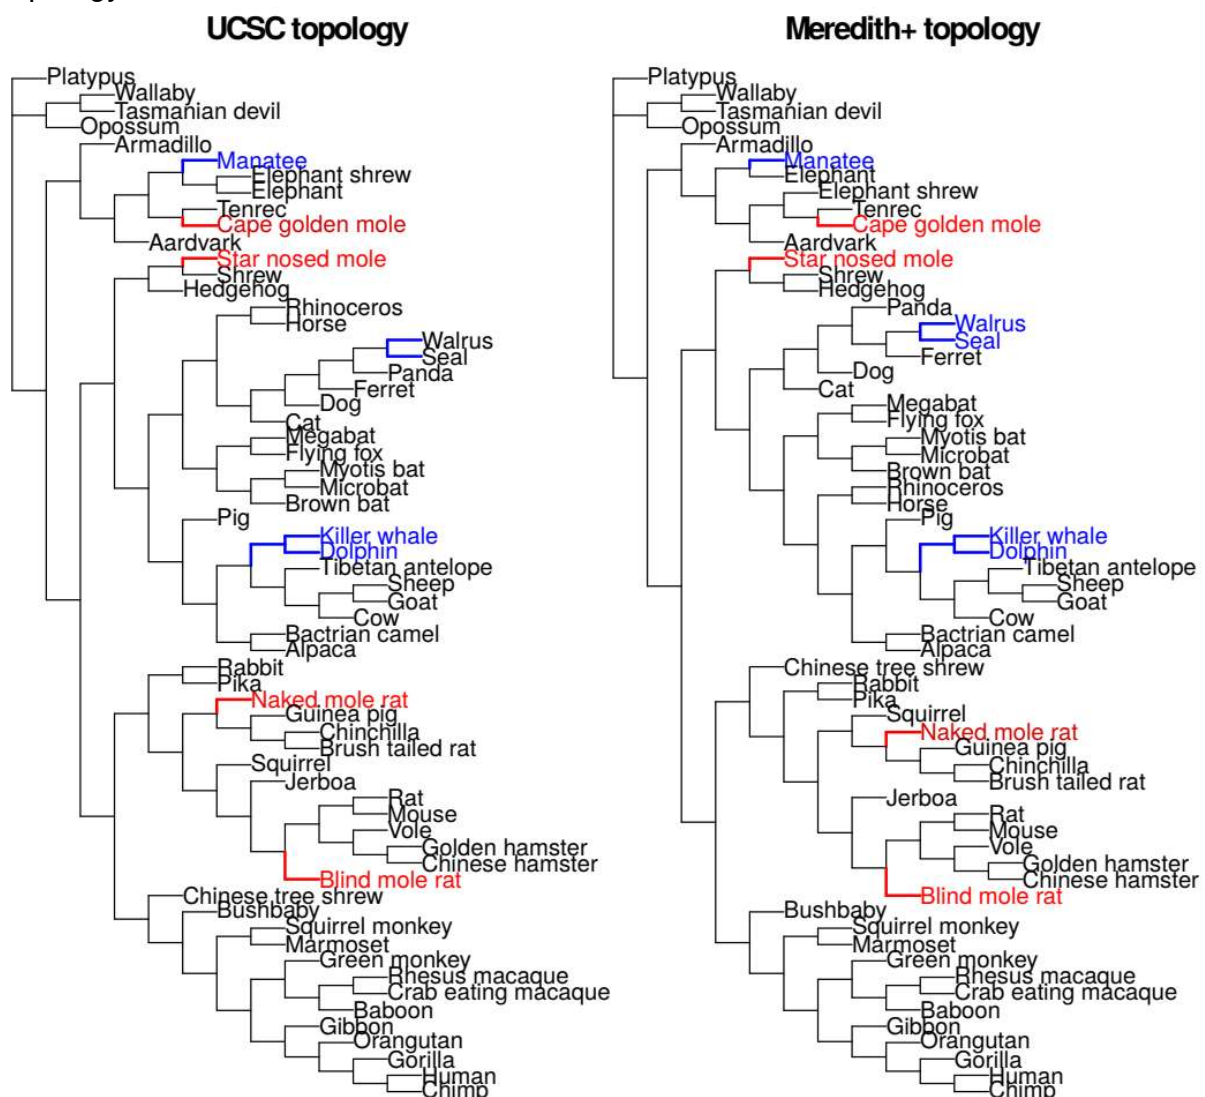 UCSC topology
Platypus
Wallaby
Tasmanian devil
Opossum
Armadillo
Manatee
Elephant shrew
Elephant
Tenrec
Cape golden mole
Aardvark
Star nosed mole
Shrew
Hedgehog
Rhinoceros
Horse
Walrus
Seal
Panda
Ferret
Dog
Cat
Megabat
Flying fox
Myotis bat
Microbat
Brown bat
Pig
Killer whale
Dolphin
Tibetan antelope
Sheep
Goat
Cow
Bactrian camel
Alpaca
Rabbit
Pika
Naked mole rat
Guinea pig
Chinchilla
Brush tailed rat
Squirrel
Jerboa
Rat
Mouse
Vole
Golden hamster
Chinese hamster
Blind mole rat
Chinese tree shrew
Bushbaby
Squirrel monkey
Marmoset
Green monkey
Rhesus macaque
Crab eating macaque
Baboon
Gibbon
Orangutan
Gorilla
Human
Chimp
Meredith+ topology
Platypus
Wallaby
Tasmanian devil
Opossum
Armadillo
Manatee
Elephant
Elephant shrew
Tenrec
Cape golden mole
Aardvark
Star nosed mole
Shrew
Hedgehog
Panda
Walrus
Seal
Ferret
Dog
Cat
Megabat
Flying fox
Myotis bat
Microbat
Brown bat
Rhinoceros
Horse
Pig
Killer whale
Dolphin
Tibetan antelope
Sheep
Goat
Cow
Bactrian camel
Alpaca
Chinese tree shrew
Rabbit
Pika
Squirrel
Naked mole rat
Guinea pig
Chinchilla
Brush tailed rat
Jerboa
Rat
Mouse
Vole
Golden hamster
Chinese hamster
Blind mole rat
Bushbaby
Squirrel monkey
Marmoset
Green monkey
Rhesus macaque
Crab eating macaque
Baboon
Gibbon
Orangutan
Gorilla
Human
Chimp